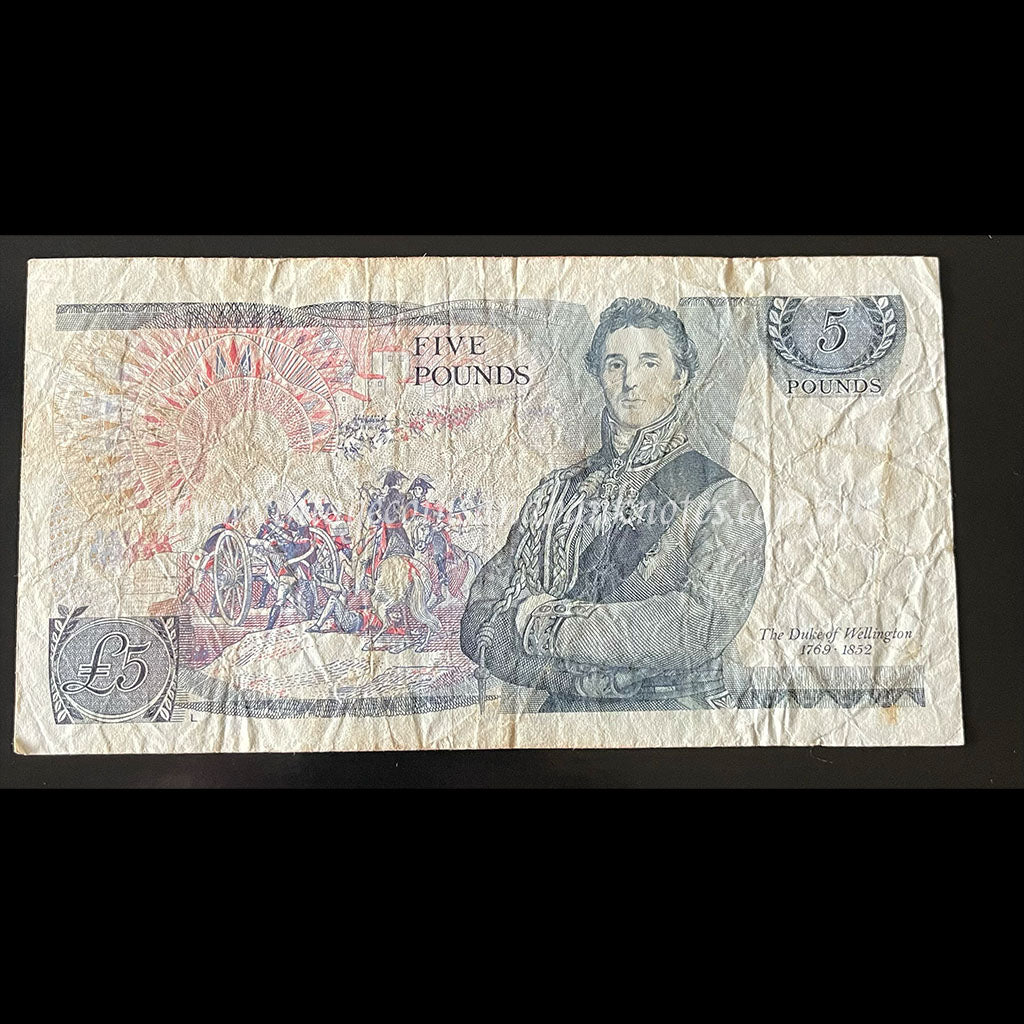 FIVE
POUNDS
5
POUNDS
The Duke of Wellington
1769·1852
£5
L